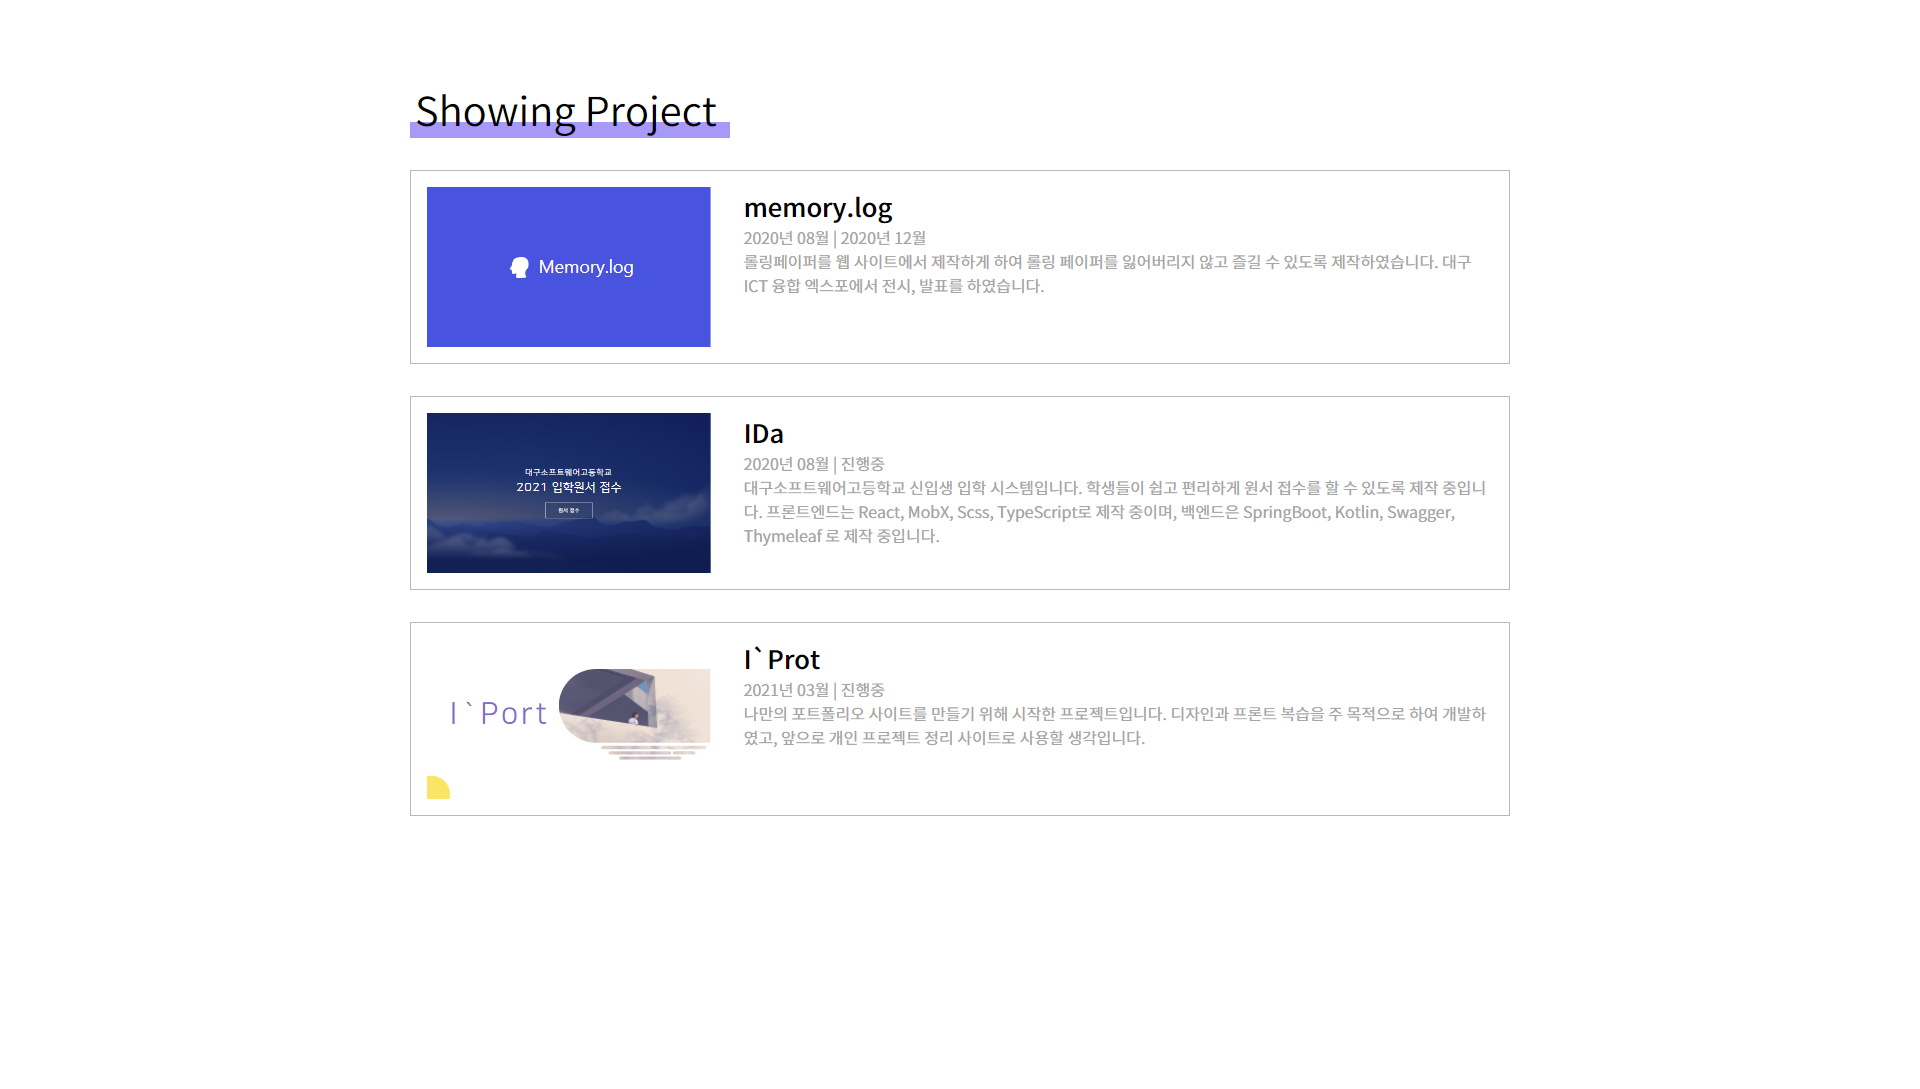 Showing Project
Memory.log
memory.log
2020년 08월 | 2020년 12월
롤링페이퍼를 웹 사이트에서 제작하게 하여 롤링 페이퍼를 잃어버리지 않고 즐길 수 있도록 제작하였습니다. 대구
ICT 융합 엑스포에서 전시, 발표를 하였습니다.
대구소프트웨어고등학교
2021 입학원서 접수
원서 접수
IDa
2020년 08월 | 진행중
대구소프트웨어고등학교 신입생 입학 시스템입니다. 학생들이 쉽고 편리하게 원서 접수를 할 수 있도록 제작 중입니
다. 프론트엔드는 React, MobX, Scss, TypeScript로 제작 중이며, 백엔드은 SpringBoot, Kotlin, Swagger,
Thymeleaf 로 제작 중입니다.
I`Port
I`Prot
2021년 03월 | 진행중
나만의 포트폴리오 사이트를 만들기 위해 시작한 프로젝트입니다. 디자인과 프론트 복습을 주 목적으로 하여 개발하
였고, 앞으로 개인 프로젝트 정리 사이트로 사용할 생각입니다.